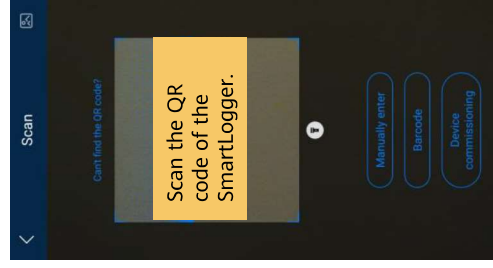 Scan
Can't find the QR code?
Scan the QR
code of the
SmartLogger.
Manually enter
Barcode
Device
commissioning